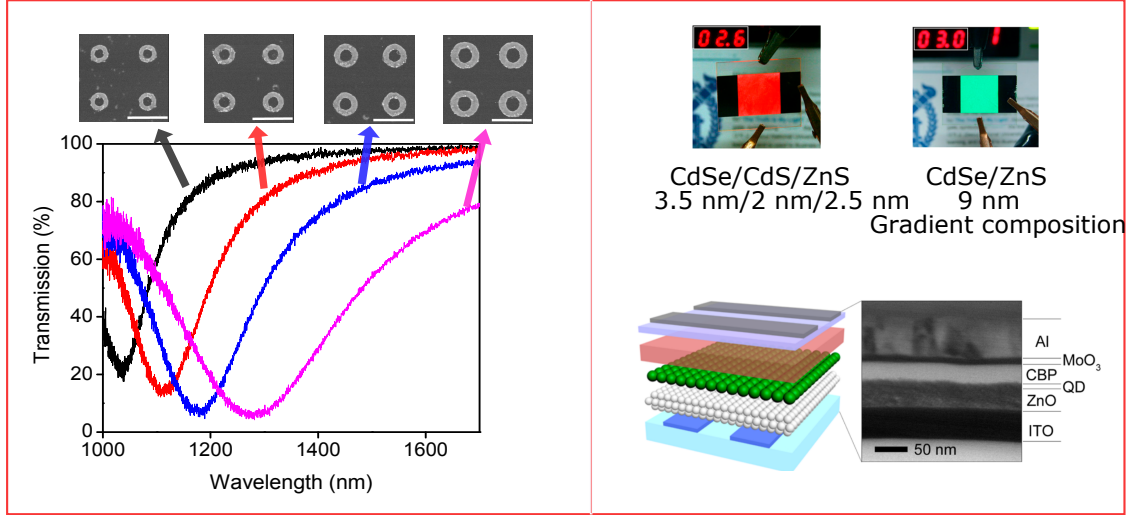 100
80
60
40
20
0
Transmission (%)
1000
1200
1400
1600
Wavelength (nm)
02.6
03.0
1
CdSe/CdS/ZnS
3.5 nm/2 nm/2.5 nm
CdSe/ZnS
9 nm
Gradient composition
Al
MoO3
CBP
QD
ZnO
ITO
50 nm